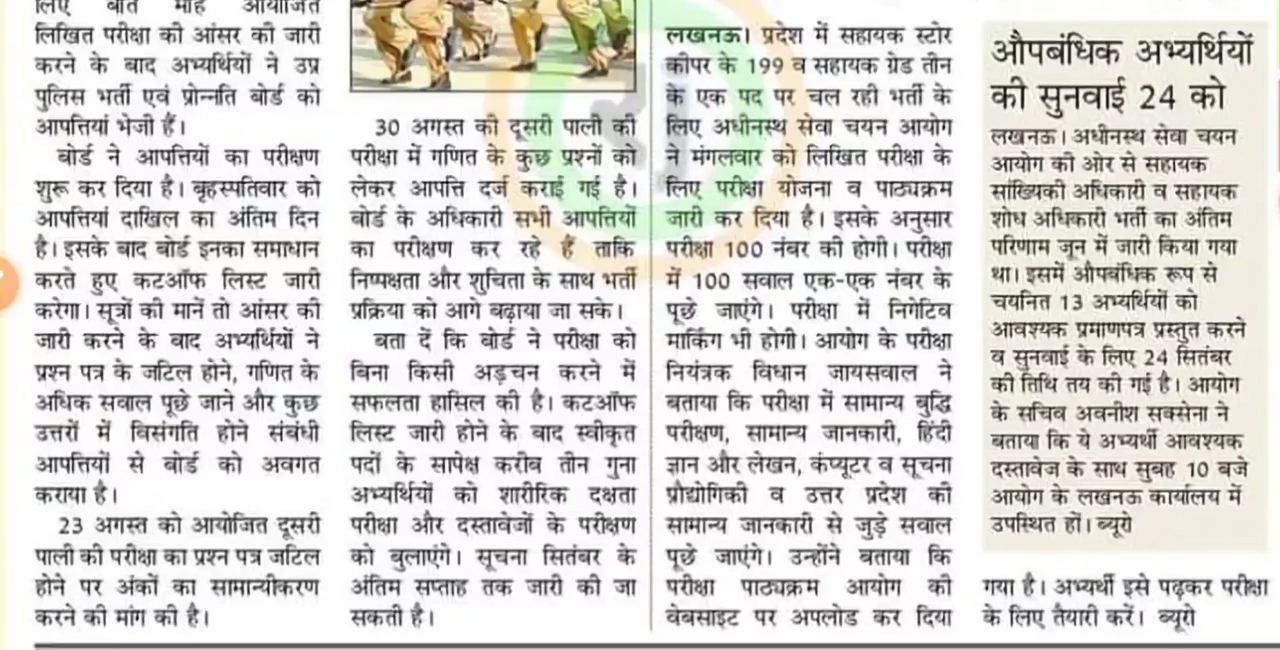 लिए बीते माह आयोजित
लिखित परीक्षा की आंसर की जारी
करने के बाद अभ्यर्थियों ने उप्र
पुलिस भर्ती एवं प्रोन्नति बोर्ड को
आपत्तियां भेजी हैं।
बोर्ड ने आपत्तियों का परीक्षण
शुरू कर दिया है। बृहस्पतिवार को
आपत्तियां दाखिल का अंतिम दिन
है। इसके बाद बोर्ड इनका समाधान
करते हुए कटऑफ लिस्ट जारी
करेगा। सूत्रों की मानें तो आंसर की
जारी करने के बाद अभ्यर्थियों ने
प्रश्न पत्र के जटिल होने, गणित के
अधिक सवाल पूछे जाने और कुछ
उत्तरों में विसंगति होने संबंधी
आपत्तियों से बोर्ड को अवगत
कराया है।
23 अगस्त को आयोजित दूसरी
पाली की परीक्षा का प्रश्न पत्र जटिल
होने पर अंकों का सामान्यीकरण
करने की मांग की है।
30 अगस्त की दूसरी पाली की
परीक्षा में गणित के कुछ प्रश्नों को
लेकर आपत्ति दर्ज कराई गई है।
बोर्ड के अधिकारी सभी आपत्तियों
का परीक्षण कर रहे हैं ताकि
निष्पक्षता और शुचिता के साथ भर्ती
प्रक्रिया को आगे बढ़ाया जा सके।
बता दें कि बोर्ड ने परीक्षा को
बिना किसी अड़चन करने में
सफलता हासिल की है। कटऑफ
लिस्ट जारी होने के बाद स्वीकृत
पदों के सापेक्ष करीब तीन गुना
अभ्यर्थियों को शारीरिक दक्षता
परीक्षा और दस्तावेजों के परीक्षण
को बुलाएंगे। सूचना सितंबर के
अंतिम सप्ताह तक जारी की जा
सकती है।
लखनऊ। प्रदेश में सहायक स्टोर
कीपर के 199 व सहायक ग्रेड तीन
के एक पद पर चल रही भर्ती के
लिए अधीनस्थ सेवा चयन आयोग
ने मंगलवार को लिखित परीक्षा के
लिए परीक्षा योजना व पाठ्यक्रम
जारी कर दिया है। इसके अनुसार
परीक्षा 100 नंबर की होगी। परीक्षा
में 100 सवाल एक-एक नंबर के
पूछे जाएंगे। परीक्षा में निगेटिव
मार्किंग भी होगी। आयोग के परीक्षा
नियंत्रक विधान जायसवाल ने
बताया कि परीक्षा में सामान्य बुद्धि
परीक्षण, सामान्य जानकारी, हिंदी
ज्ञान और लेखन, कंप्यूटर व सूचना
प्रौद्योगिकी व उत्तर प्रदेश की
सामान्य जानकारी से जुड़े सवाल
पूछे जाएंगे। उन्होंने बताया कि
परीक्षा पाठ्यक्रम आयोग की
वेबसाइट पर अपलोड कर दिया
गया है। अभ्यर्थी इसे पढ़कर परीक्षा
के लिए तैयारी करें। ब्यूरो
औपबंधिक अभ्यर्थियों
की सुनवाई 24 को
लखनऊ। अधीनस्थ सेवा चयन
आयोग की ओर से सहायक
सांख्यिकी अधिकारी व सहायक
शोध अधिकारी भर्ती का अंतिम
परिणाम जून में जारी किया गया
था। इसमें औपबंधिक रूप से
चयनित 13 अभ्यर्थियों को
आवश्यक प्रमाणपत्र प्रस्तुत करने
व सुनवाई के लिए 24 सितंबर
की तिथि तय की गई है। आयोग
के सचिव अवनीश सक्सेना ने
बताया कि ये अभ्यर्थी आवश्यक
दस्तावेज के साथ सुबह 10 बजे
आयोग के लखनऊ कार्यालय में
उपस्थित हों। ब्यूरो